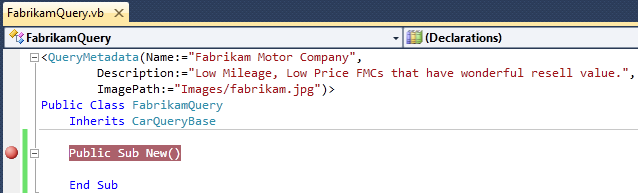 FabrikamQuery.vb
FabrikamQuery (Declarations)
<QueryMetadata(Name:="Fabrikam Motor Company",
Description:="Low Mileage, Low Price FMCs that have wonderful resell value.",
ImagePath:="Images/fabrikam.jpg")>
Public Class FabrikamQuery
Inherits CarQueryBase
Public Sub New()
End Sub